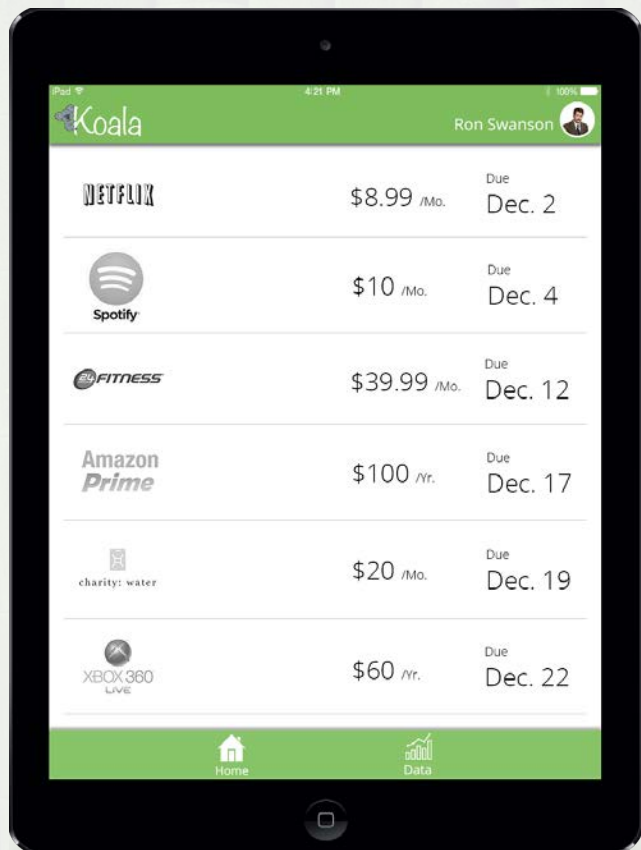 iPad 4:21 PM 100%
Koala Ron Swanson
NETFLIX $8.99 /Mo. Due Dec. 2
Spotify $10 /Mo. Due Dec. 4
24 FITNESS $39.99 /Mo. Due Dec. 12
Amazon Prime $100 /Yr. Due Dec. 17
charity: water $20 /Mo. Due Dec. 19
XBOX 360 LIVE $60 /Yr. Due Dec. 22
Home Data